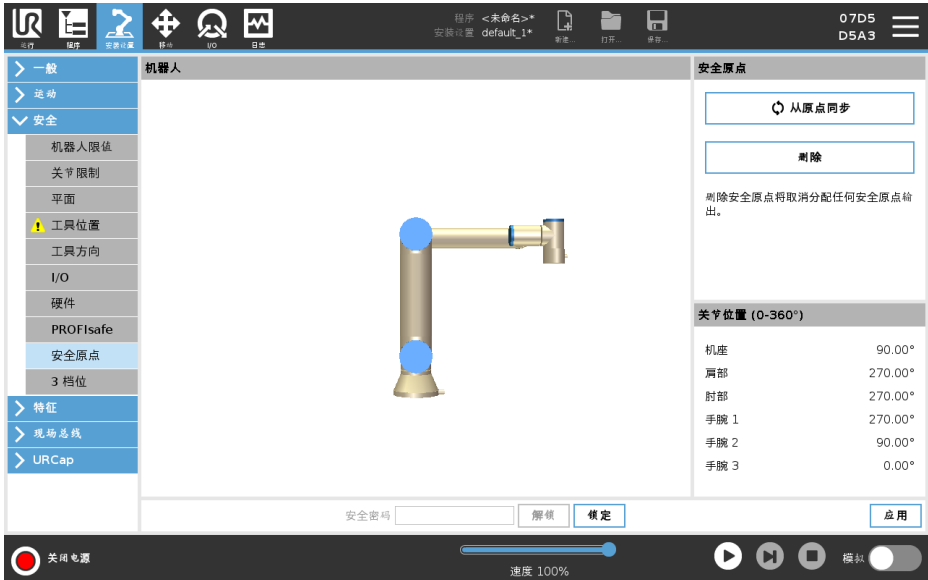 程序 <未命名>*
安装设置 default_1*
UR
运行
程序
安装设置
移动
I/O
日志
新建...
打开...
保存...
07D5
D5A3
一般
运动
安全
机器人限值
关节限制
平面
工具位置
工具方向
I/O
硬件
PROFIsafe
安全原点
3 档位
特征
现场总线
URCap
机器人
安全原点
从原点同步
删除
删除安全原点将取消分配任何安全原点输
出。
关节位置 (0-360°)
机座 90.00°
肩部 270.00°
肘部 270.00°
手腕 1 270.00°
手腕 2 90.00°
手腕 3 0.00°
安全密码
解锁
锁定
应用
关闭电源
速度 100%
模拟